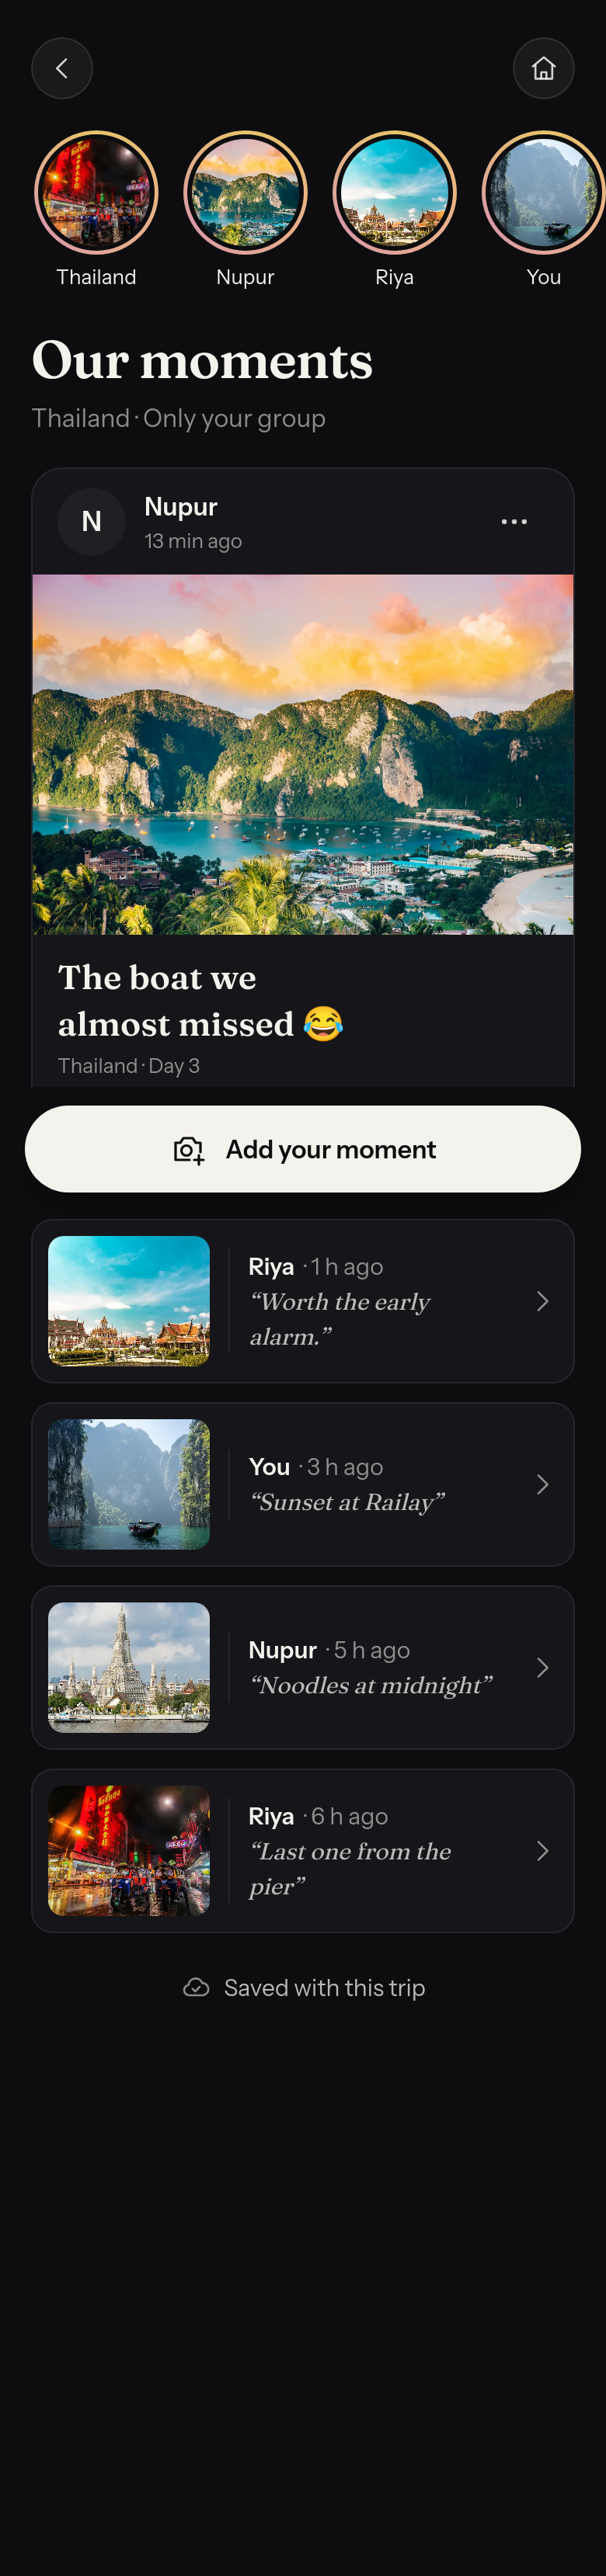 Thailand
Nupur
Riya
You
Our moments
Thailand · Only your group
N
Nupur
13 min ago
The boat we
almost missed 😂
Thailand · Day 3
Add your moment
Riya · 1 h ago
“Worth the early
alarm.”
You · 3 h ago
“Sunset at Railay”
Nupur · 5 h ago
“Noodles at midnight”
Riya · 6 h ago
“Last one from the
pier”
Saved with this trip